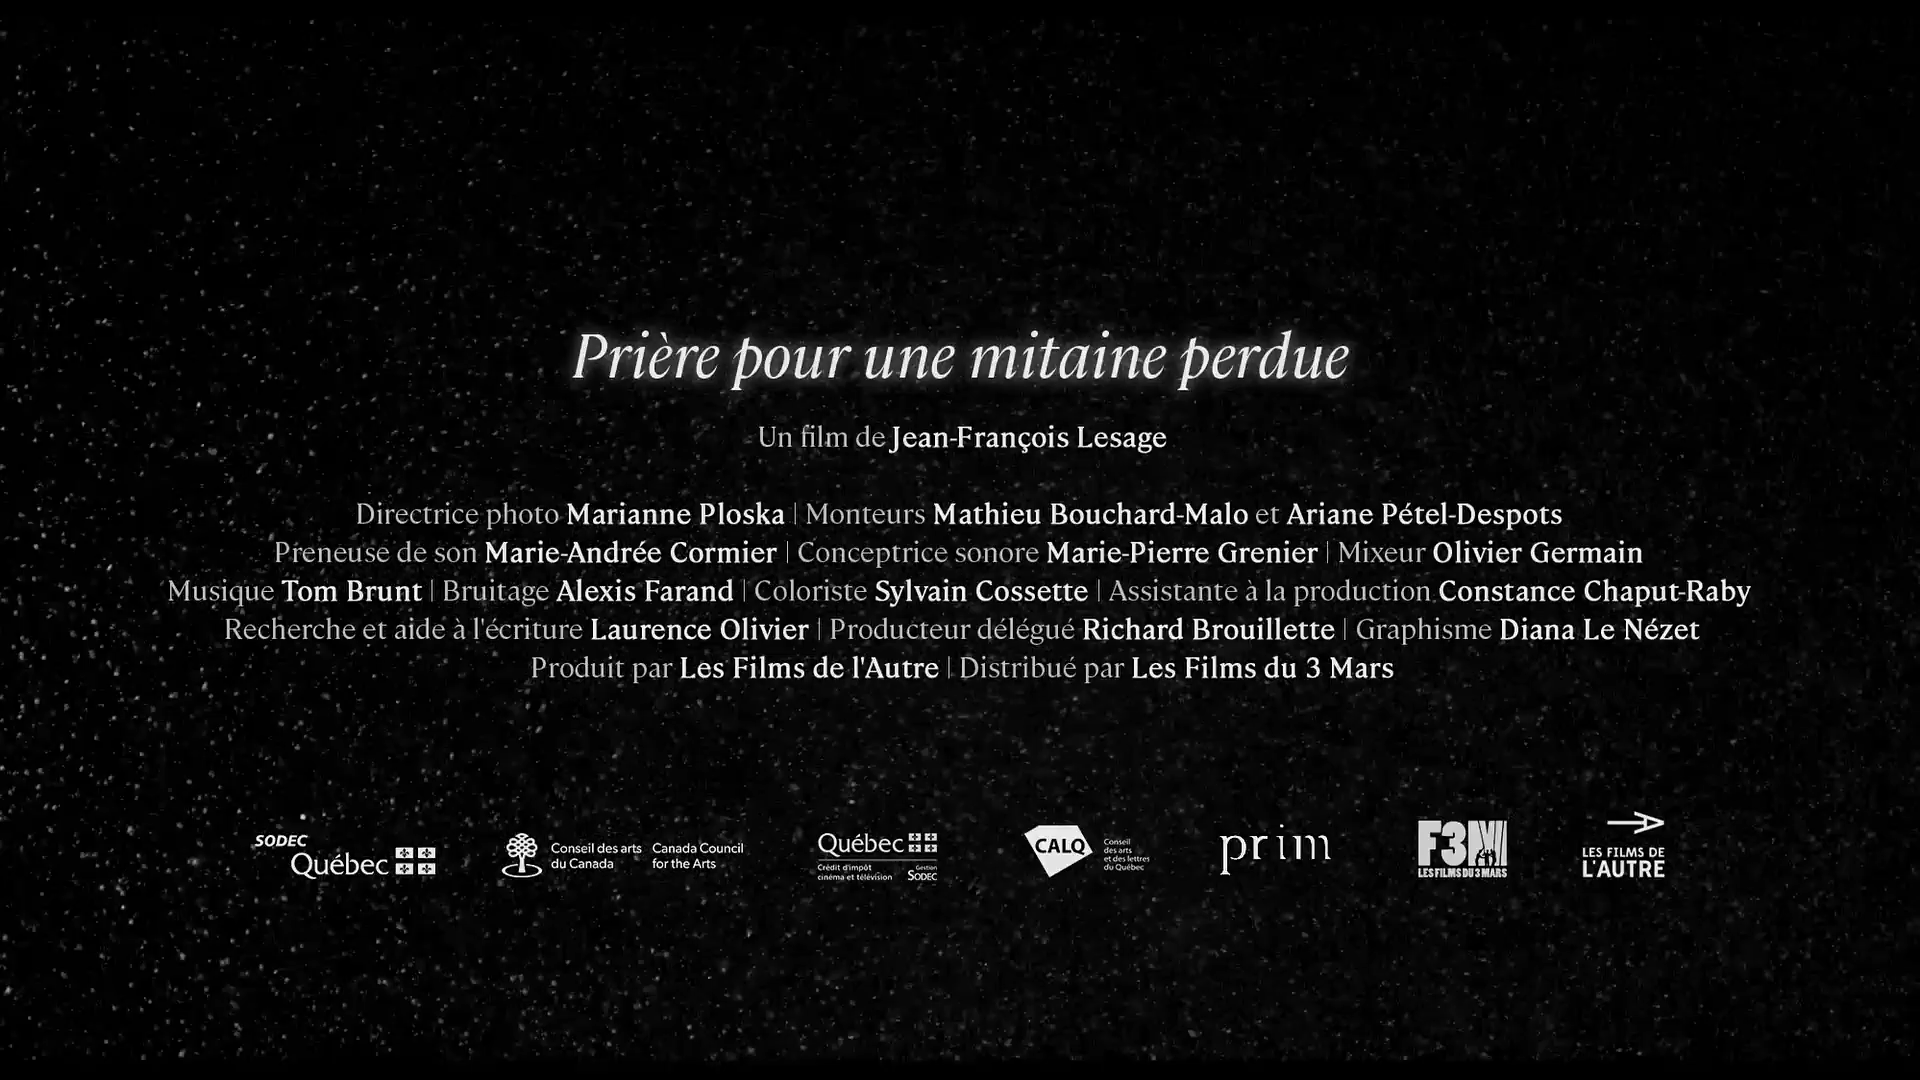 Prière pour une mitaine perdue
Un film de Jean-François Lesage
Directrice photo Marianne Ploska | Monteurs Mathieu Bouchard-Malo et Ariane Pétel-Despots
Preneuse de son Marie-Andrée Cormier | Conceptrice sonore Marie-Pierre Grenier | Mixeur Olivier Germain
Musique Tom Brunt | Bruitage Alexis Farand | Coloriste Sylvain Cossette | Assistante à la production Constance Chaput-Raby
Recherche et aide à l'écriture Laurence Olivier | Producteur délégué Richard Brouillette | Graphisme Diana Le Nézet
Produit par Les Films de l'Autre | Distribué par Les Films du 3 Mars
SODEC
Québec
Conseil des arts
du Canada
Canada Council
for the Arts
Québec
Crédit d'impôt
cinéma et télévision
Gestion
SODEC
CALQ
Conseil
des arts
et des lettres
du Québec
prim
F3M
LES FILMS DU 3 MARS
LES FILMS DE
L'AUTRE